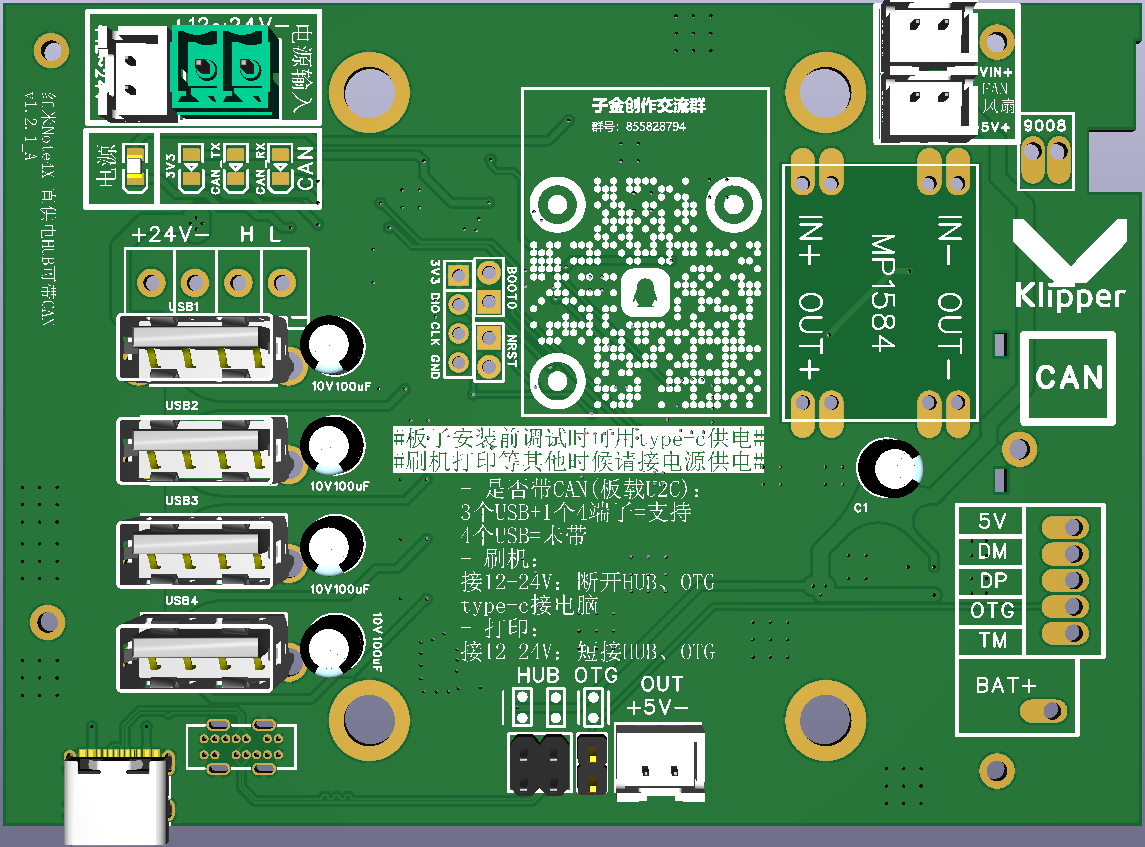 +12~24V-
电源输入
红米Note1X 直供电HUB可带CAN
v1.2.1_A
电源
3V3
CAN_TX
CAN_RX
CAN
+24V-
H L
USB1
10V100uF
USB2
10V100uF
USB3
10V100uF
USB4
10V100uF
3V3
DIO
CLK
GND
BOOT0
NRST
子金创作交流群
群号: 855828794
VIN+
FAN
风扇
5V+
9008
IN+
OUT+
MP1584
IN-
OUT-
Klipper
CAN
C1
#板子安装前调试时可用type-c供电#
#刷机打印等其他时候请接电源供电#
- 是否带CAN(板载U2C):
3个USB+1个4端子=支持
4个USB=未带
- 刷机:
接12-24V: 断开HUB、OTG
type-c接电脑
- 打印:
接12-24V: 短接HUB、OTG
HUB
OTG
OUT
+5V-
5V
DM
DP
OTG
TM
BAT+